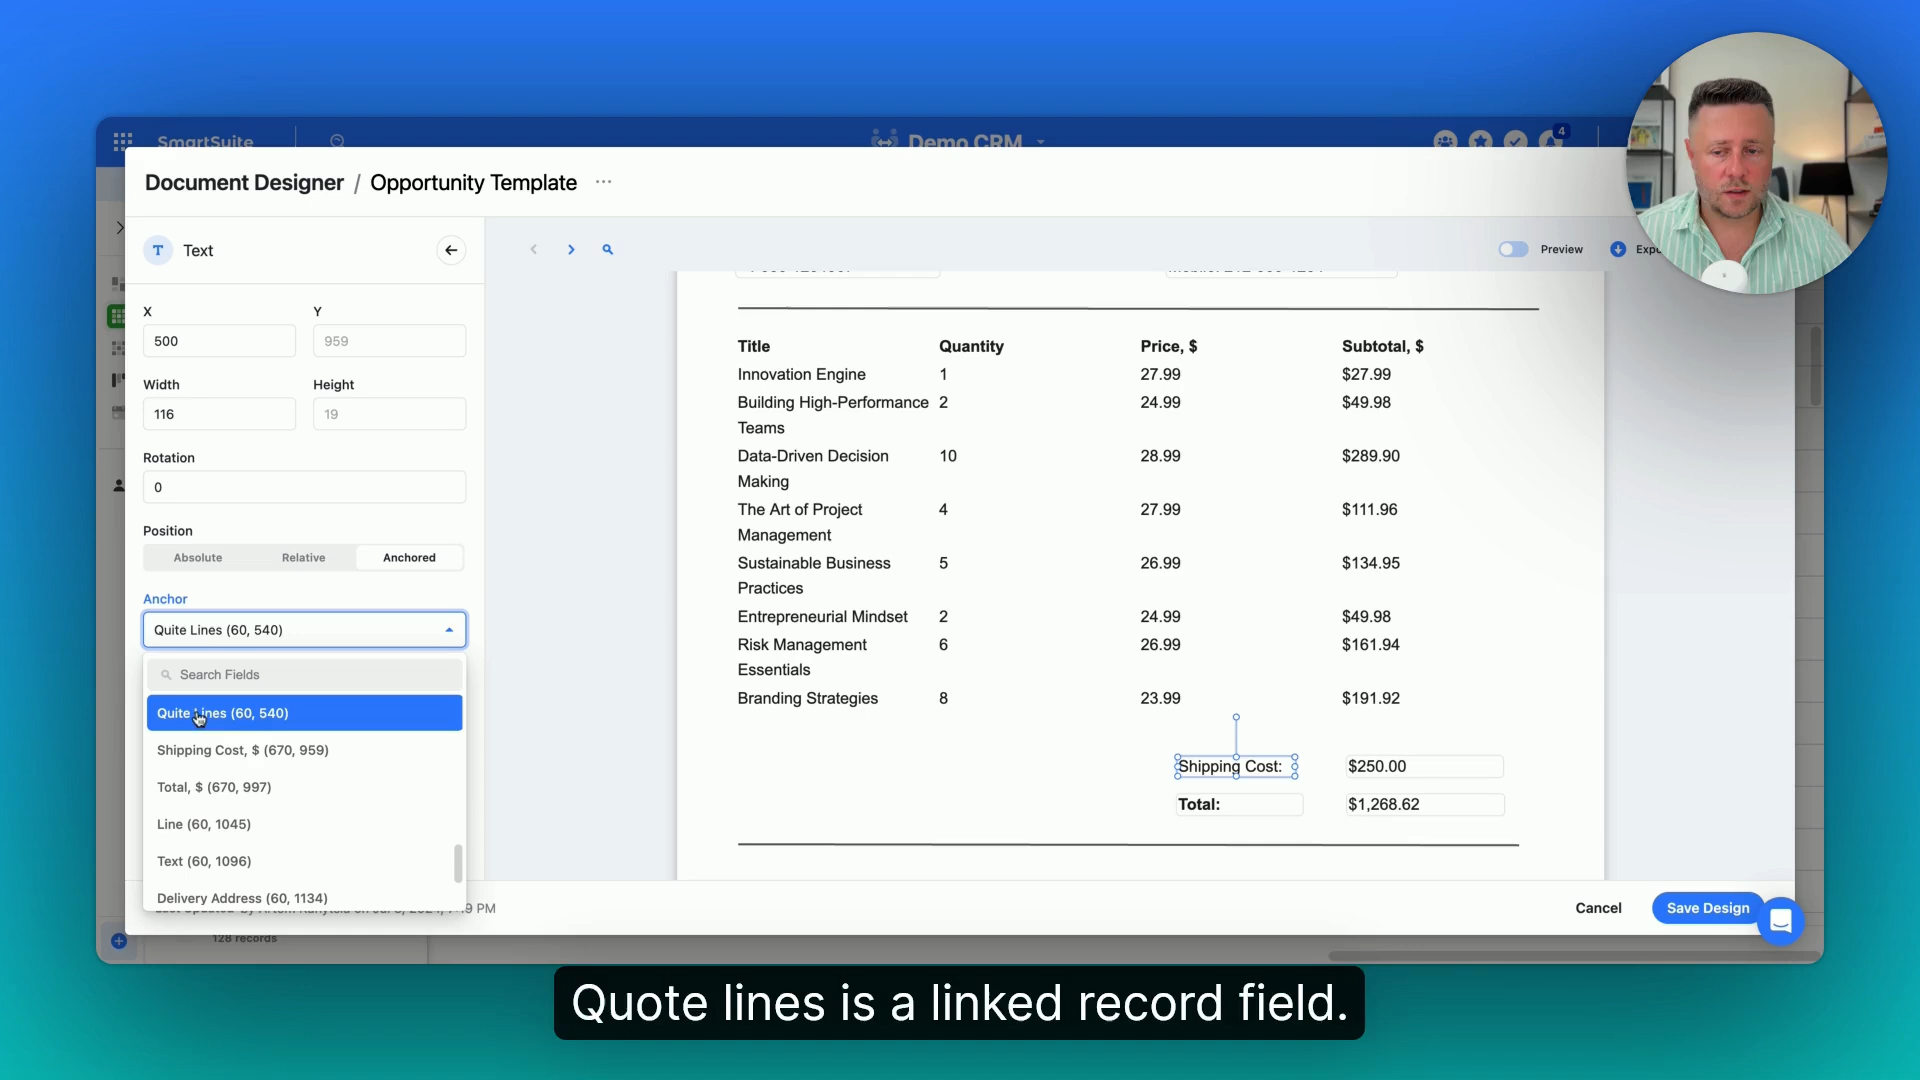 SmartSuite
Demo CRM
4
Document Designer / Opportunity Template ...
T Text
Preview
X
Y
500
959
Width
Height
116
19
Rotation
0
Position
Absolute
Relative
Anchored
Anchor
Quite Lines (60, 540)
Search Fields
Quite Lines (60, 540)
Shipping Cost, $ (670, 959)
Total, $ (670, 997)
Line (60, 1045)
Text (60, 1096)
Delivery Address (60, 1134)
PM
128 records
Title Quantity Price, $ Subtotal, $
Innovation Engine 1 27.99 $27.99
Building High-Performance 2 24.99 $49.98
Teams
Data-Driven Decision 10 28.99 $289.90
Making
The Art of Project 4 27.99 $111.96
Management
Sustainable Business 5 26.99 $134.95
Practices
Entrepreneurial Mindset 2 24.99 $49.98
Risk Management 6 26.99 $161.94
Essentials
Branding Strategies 8 23.99 $191.92
Shipping Cost: $250.00
Total: $1,268.62
Cancel
Save Design
Quote lines is a linked record field.